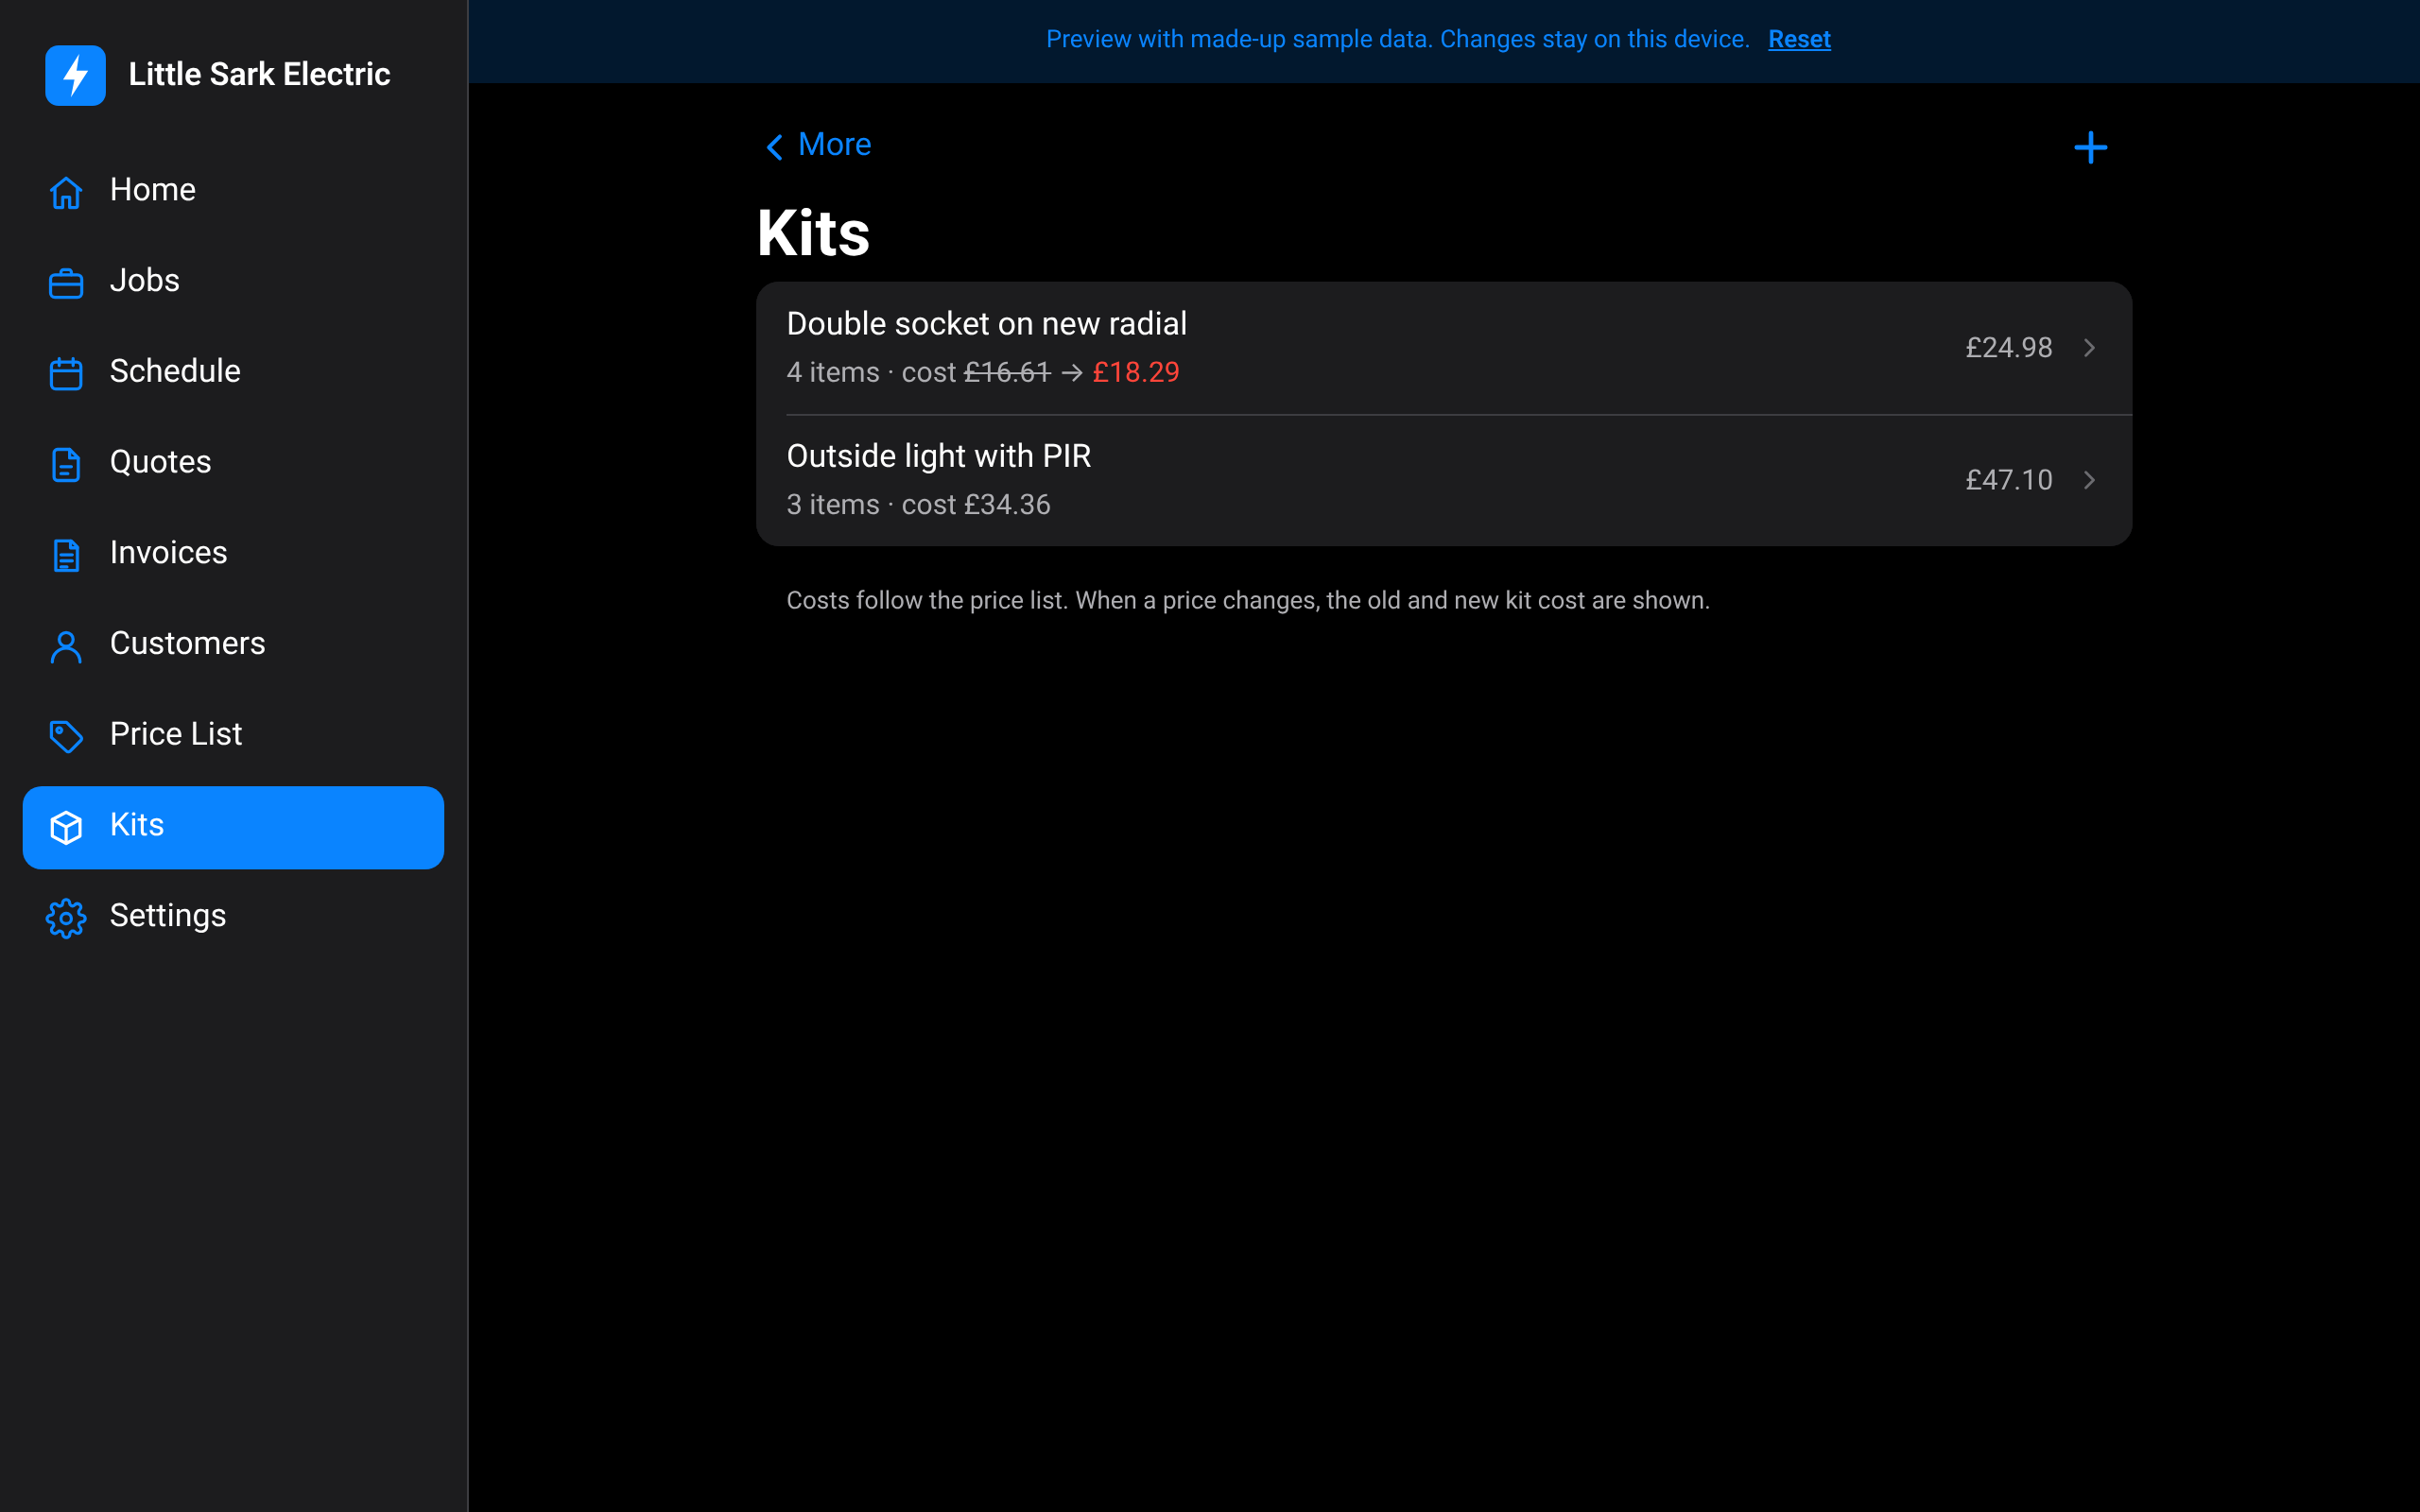 Little Sark Electric
Home
Jobs
Schedule
Quotes
Invoices
Customers
Price List
Kits
Settings
Preview with made-up sample data. Changes stay on this device. Reset
More
Kits
Double socket on new radial
4 items · cost £16.61 → £18.29
£24.98
Outside light with PIR
3 items · cost £34.36
£47.10
Costs follow the price list. When a price changes, the old and new kit cost are shown.